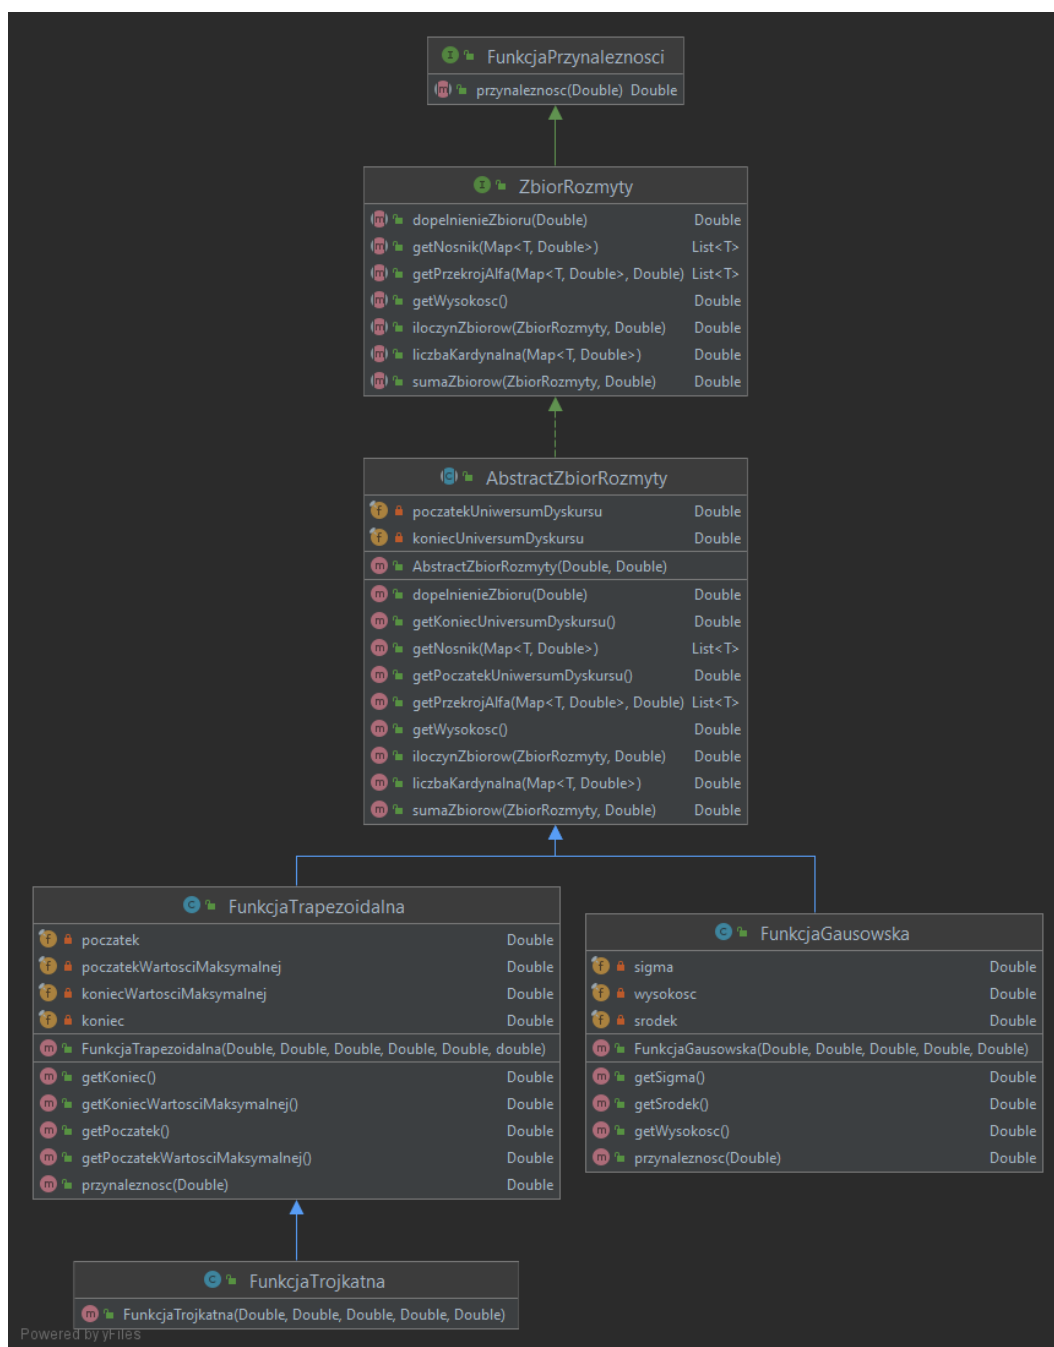 FunkcjaPrzynaleznosci
przynaleznosc(Double) Double
ZbiorRozmyty
dopelnienieZbioru(Double) Double
getNosnik(Map<T, Double>) List<T>
getPrzekrojAlfa(Map<T, Double>, Double) List<T>
getWysokosc() Double
iloczynZbiorow(ZbiorRozmyty, Double) Double
liczbaKardynalna(Map<T, Double>) Double
sumaZbiorow(ZbiorRozmyty, Double) Double
AbstractZbiorRozmyty
poczatekUniwersumDyskursu Double
koniecUniversumDyskursu Double
AbstractZbiorRozmyty(Double, Double)
dopelnienieZbioru(Double) Double
getKoniecUniversumDyskursu() Double
getNosnik(Map<T, Double>) List<T>
getPoczatekUniwersumDyskursu() Double
getPrzekrojAlfa(Map<T, Double>, Double) List<T>
getWysokosc() Double
iloczynZbiorow(ZbiorRozmyty, Double) Double
liczbaKardynalna(Map<T, Double>) Double
sumaZbiorow(ZbiorRozmyty, Double) Double
FunkcjaTrapezoidalna
poczatek Double
poczatekWartosciMaksymalnej Double
koniecWartosciMaksymalnej Double
koniec Double
FunkcjaTrapezoidalna(Double, Double, Double, Double, Double, double)
getKoniec() Double
getKoniecWartosciMaksymalnej() Double
getPoczatek() Double
getPoczatekWartosciMaksymalnej() Double
przynaleznosc(Double) Double
FunkcjaGausowska
sigma Double
wysokosc Double
srodek Double
FunkcjaGausowska(Double, Double, Double, Double, Double)
getSigma() Double
getSrodek() Double
getWysokosc() Double
przynaleznosc(Double) Double
FunkcjaTrojkatna
FunkcjaTrojkatna(Double, Double, Double, Double, Double)
Powered by yFiles